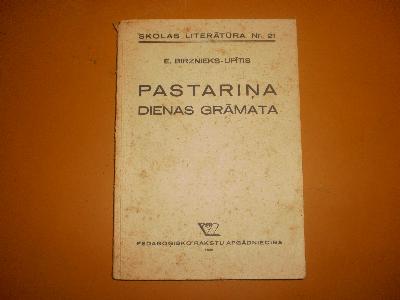 SKOLAS LITERĀTŪRA Nr. 21
E. BIRZNIEKS-UPĪTIS
PASTARIŅA
DIENAS GRĀMATA
PEDAGOĢISKO RAKSTU APGĀDNIECĪBA